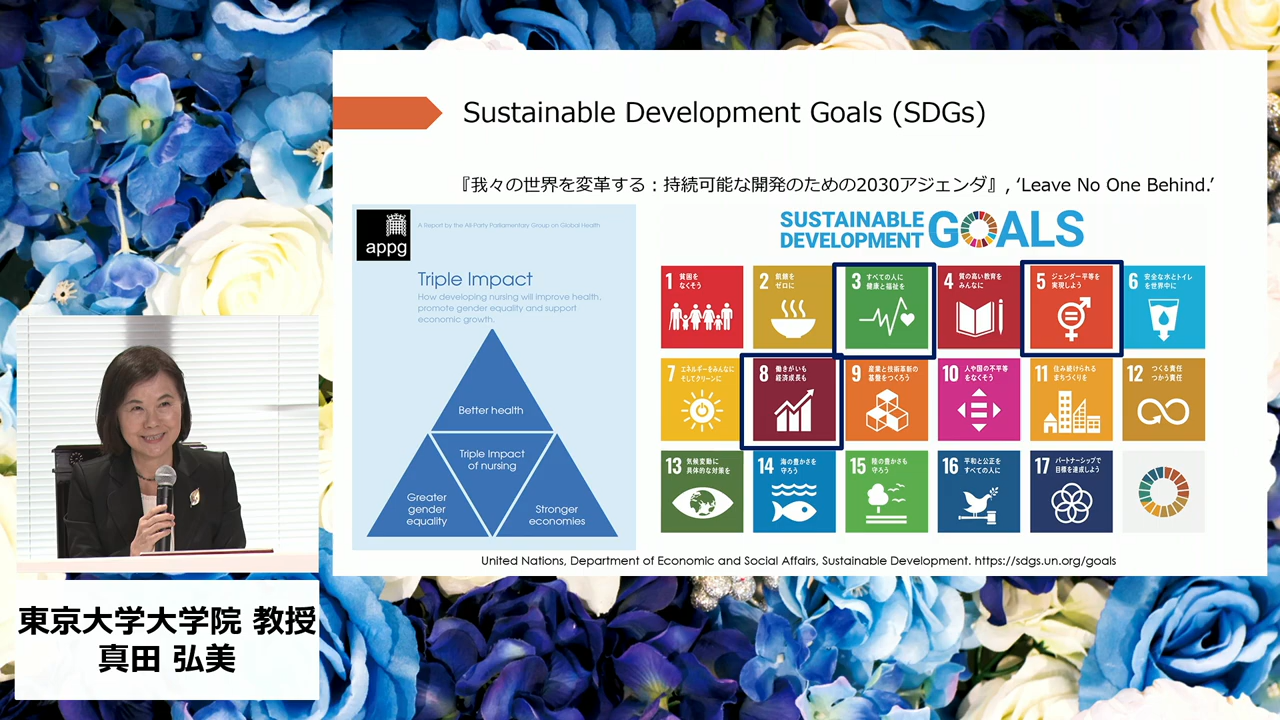 Sustainable Development Goals (SDGs)
『我々の世界を変革する：持続可能な開発のための2030アジェンダ』, ‘Leave No One Behind.’
appg
A Report by the All-Party Parliamentary Group on Global Health
Triple Impact
How developing nursing will improve health,
promote gender equality and support
economic growth.
Better health
Triple Impact
of nursing
Greater
gender
equality
Stronger
economies
SUSTAINABLE
DEVELOPMENT
GOALS
1 貧困を
なくそう
2 飢餓を
ゼロに
3 すべての人に
健康と福祉を
4 質の高い教育を
みんなに
5 ジェンダー平等を
実現しよう
6 安全な水とトイレ
を世界中に
7 エネルギーをみんなに
そしてクリーンに
8 働きがいも
経済成長も
9 産業と技術革新の
基盤をつくろう
10 人や国の不平等
をなくそう
11 住み続けられる
まちづくりを
12 つくる責任
つかう責任
13 気候変動に
具体的な対策を
14 海の豊かさを
守ろう
15 陸の豊かさも
守ろう
16 平和と公正を
すべての人に
17 パートナーシップで
目標を達成しよう
United Nations, Department of Economic and Social Affairs, Sustainable Development. https://sdgs.un.org/goals
東京大学大学院 教授
真田 弘美